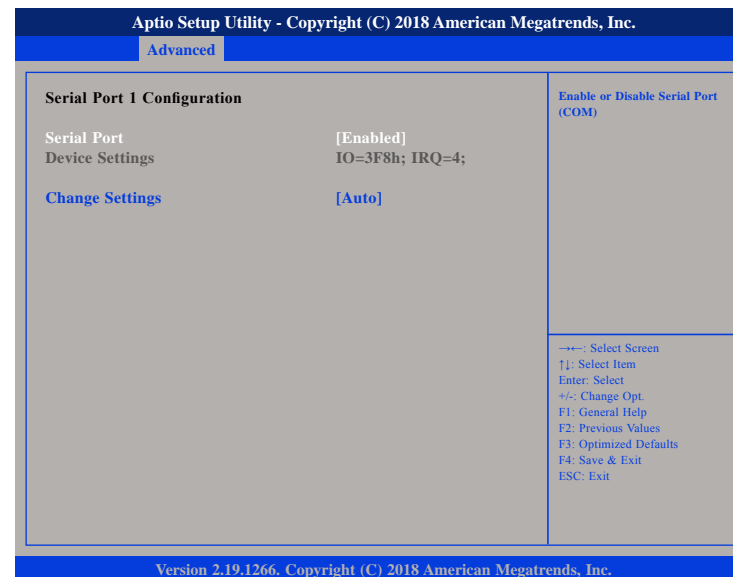 Aptio Setup Utility - Copyright (C) 2018 American Megatrends, Inc.
Advanced
Serial Port 1 Configuration
Serial Port [Enabled]
Device Settings IO=3F8h; IRQ=4;
Change Settings [Auto]
Enable or Disable Serial Port
(COM)
→←: Select Screen
↑↓: Select Item
Enter: Select
+/-: Change Opt.
F1: General Help
F2: Previous Values
F3: Optimized Defaults
F4: Save & Exit
ESC: Exit
Version 2.19.1266. Copyright (C) 2018 American Megatrends, Inc.